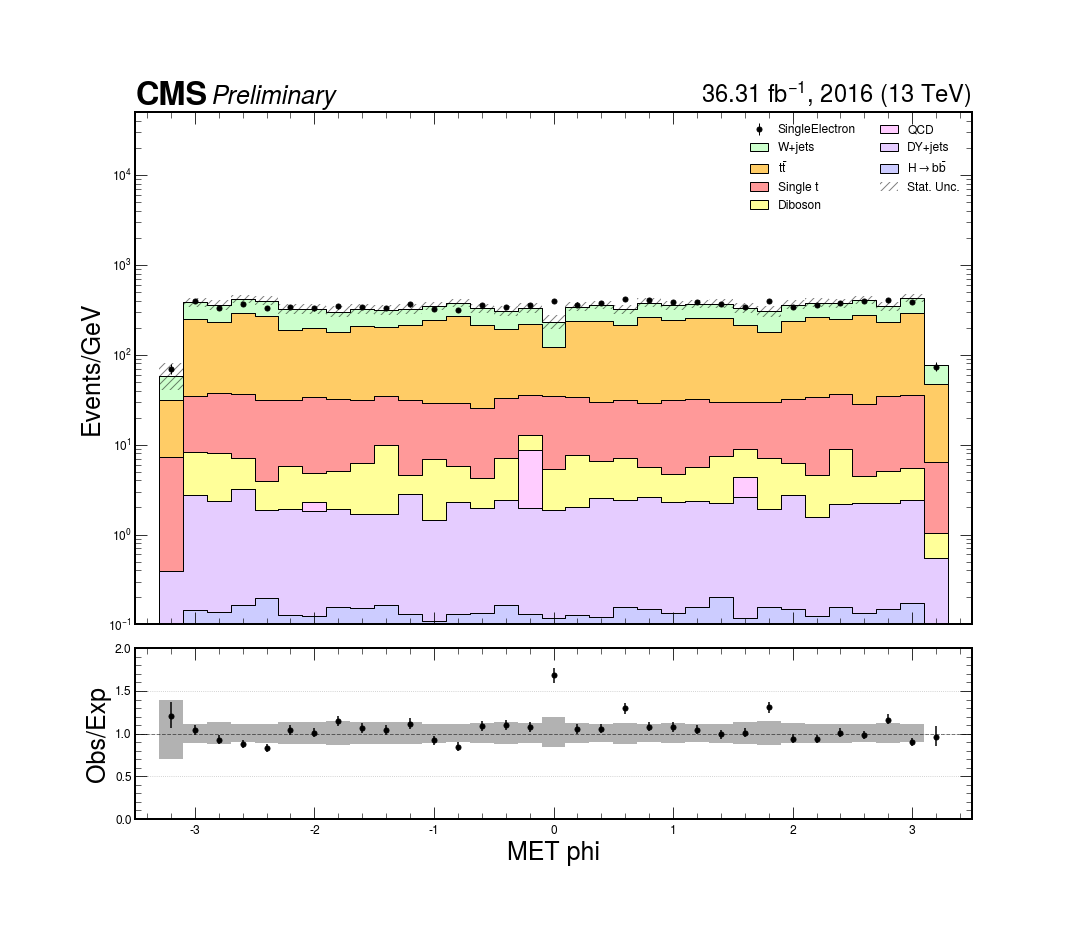 CMS Preliminary
36.31 fb⁻¹, 2016 (13 TeV)
SingleElectron
W+jets
tt̄
Single t
Diboson
QCD
DY+jets
H→bb̄
Stat. Unc.
Events/GeV
10⁴
10³
10²
10¹
10⁰
10⁻¹
Obs/Exp
2.0
1.5
1.0
0.5
0.0
-3 -2 -1 0 1 2 3
MET phi